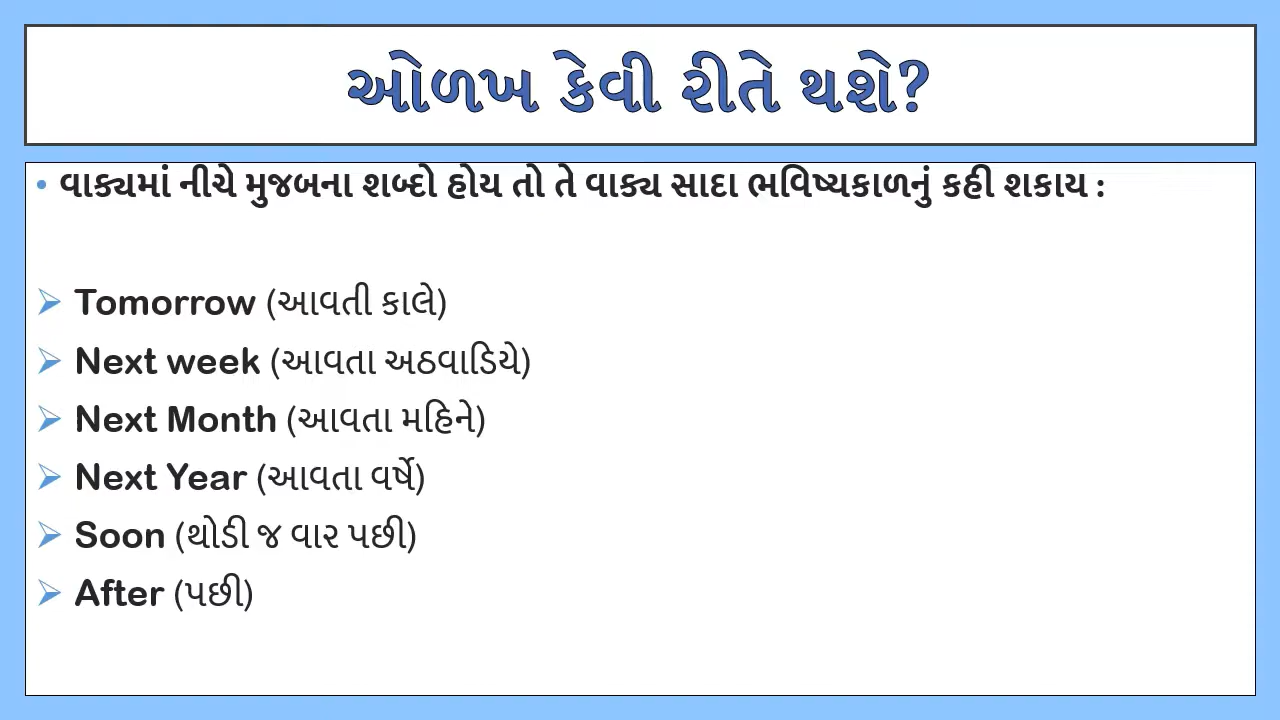 ઓળખ કેવી રીતે થશે?
• વાક્યમાં નીચે મુજબના શબ્દો હોય તો તે વાક્ય સાદા ભવિષ્યકાળનું કહી શકાય :
➢ Tomorrow (આવતી કાલે)
➢ Next week (આવતા અઠવાડિયે)
➢ Next Month (આવતા મહિને)
➢ Next Year (આવતા વર્ષે)
➢ Soon (થોડી જ વાર પછી)
➢ After (પછી)